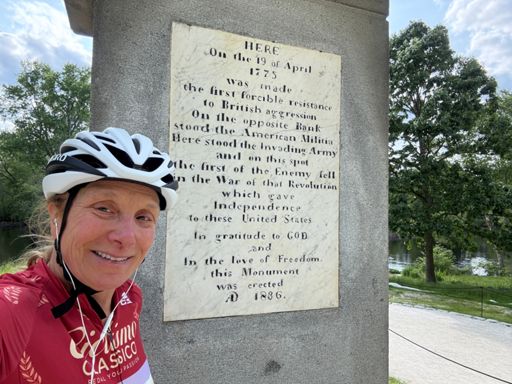 HERE
On the 19 of April
1775
was made
the first forcible resistance
to British aggression
On the opposite Bank
stood the American Militia
Here stood the Invading Army
and on this spot
the first of the Enemy fell
in the War of that Revolution
which gave
Independence
to these United States
In gratitude to GOD
and
In the love of Freedom
this Monument
was erected
AD 1836.
CLASSICO
PEDAL YOUR PASSION